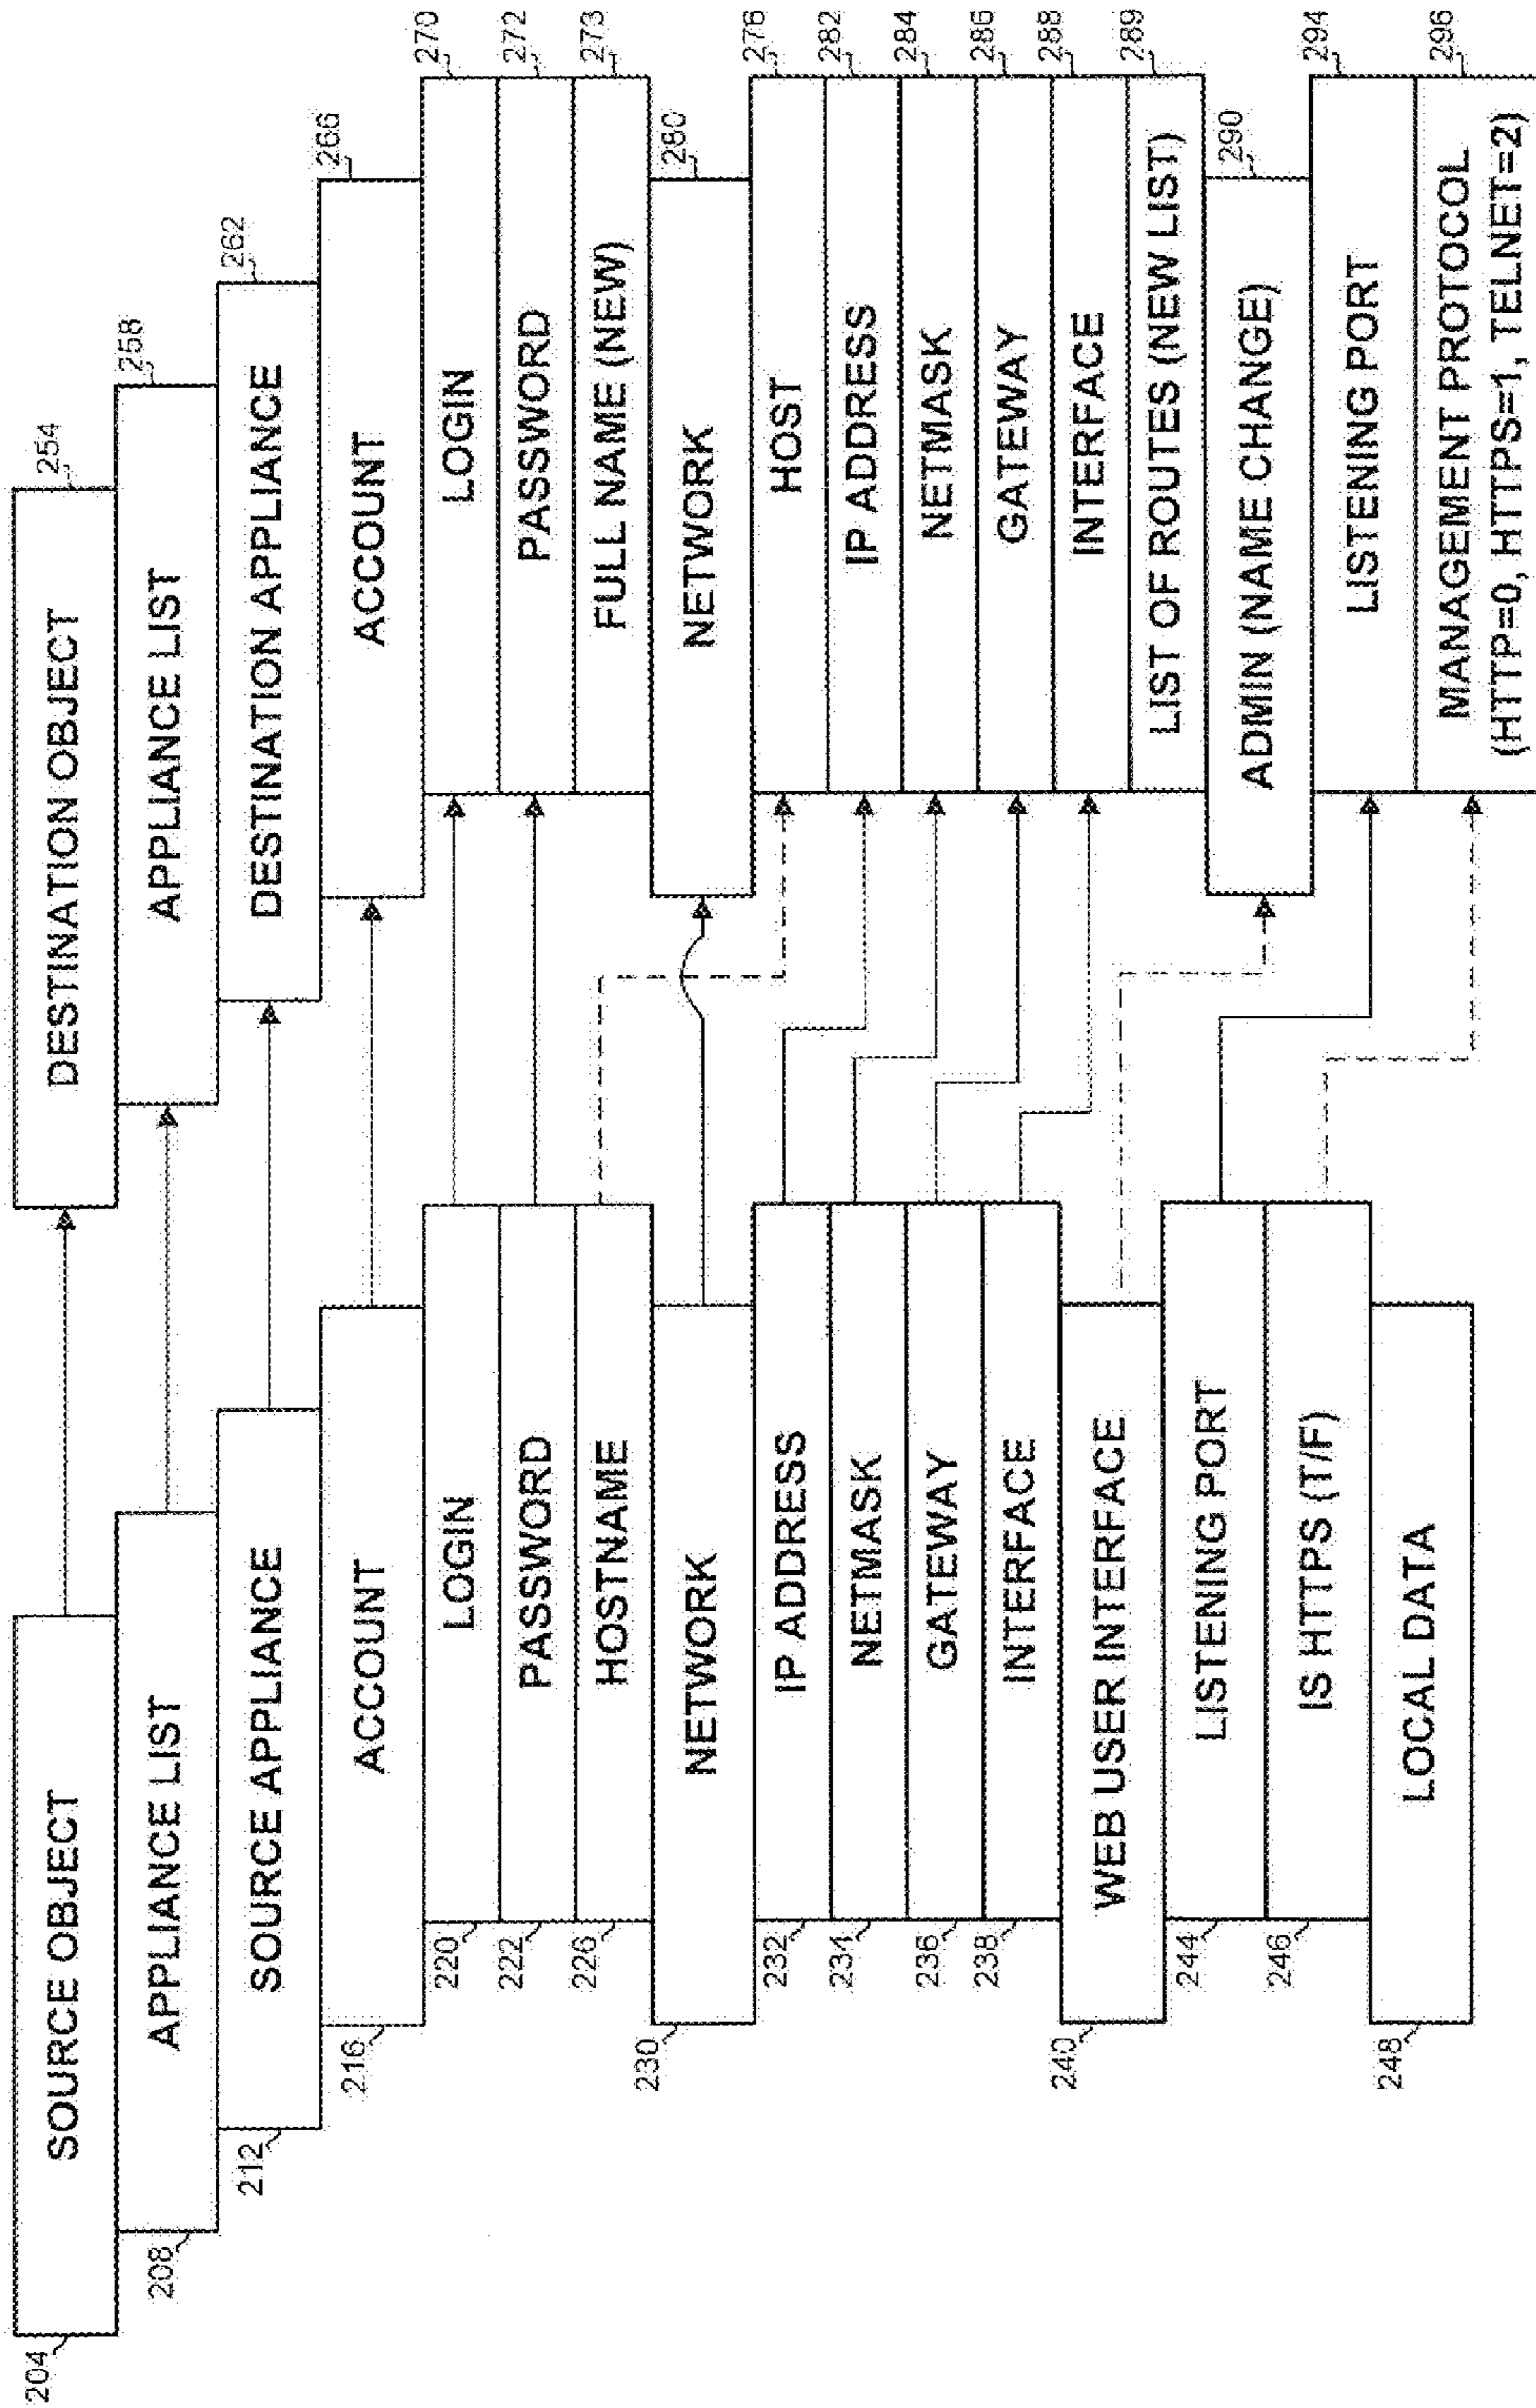 204
SOURCE OBJECT
208
APPLIANCE LIST
212
SOURCE APPLIANCE
216
ACCOUNT
220
LOGIN
222
PASSWORD
226
HOSTNAME
230
NETWORK
232
IP ADDRESS
234
NETMASK
236
GATEWAY
238
INTERFACE
240
WEB USER INTERFACE
244
LISTENING PORT
246
IS HTTPS (T/F)
248
LOCAL DATA
DESTINATION OBJECT
254
APPLIANCE LIST
258
DESTINATION APPLIANCE
262
ACCOUNT
266
LOGIN
270
PASSWORD
272
FULL NAME (NEW)
273
NETWORK
280
HOST
276
IP ADDRESS
282
NETMASK
284
GATEWAY
286
INTERFACE
288
LIST OF ROUTES (NEW LIST)
289
ADMIN (NAME CHANGE)
290
LISTENING PORT
294
MANAGEMENT PROTOCOL
(HTTP=0, HTTPS=1, TELNET=2)
296